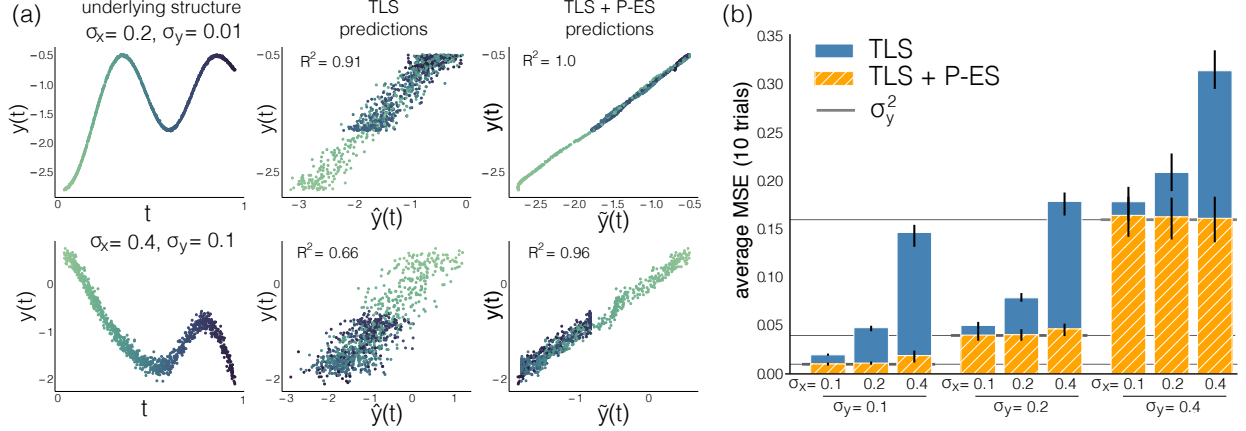 (a)
underlying structure
σx= 0.2, σy= 0.01
TLS
predictions
TLS + P-ES
predictions
y(t)
−0.5
−1.0
−1.5
−2.0
−2.5
0
t
1
R² = 0.91
y(t)
−0.5
−2.5
−3
−2
−1
0
ŷ(t)
R² = 1.0
y(t)
−0.5
−2.5
−2.5
−2.0
−1.5
−1.0
−0.5
ỹ(t)
σx= 0.4, σy= 0.1
y(t)
0
−1
−2
0
t
1
R² = 0.66
y(t)
0
−1
−2
−3
−2
−1
0
1
ŷ(t)
R² = 0.96
y(t)
0
−1
−2
−2
−1
0
ỹ(t)
(b)
average MSE (10 trials)
0.35
0.30
0.25
0.20
0.15
0.10
0.05
0.00
TLS
TLS + P-ES
σy²
σx= 0.1 0.2 0.4
σy= 0.1
σx= 0.1 0.2 0.4
σy= 0.2
σx= 0.1 0.2 0.4
σy= 0.4